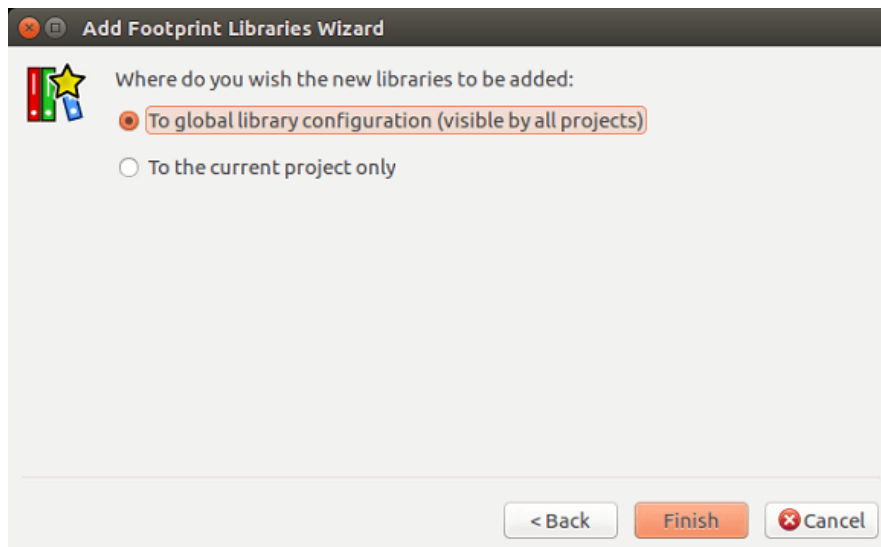 Add Footprint Libraries Wizard
Where do you wish the new libraries to be added:
To global library configuration (visible by all projects)
To the current project only
< Back Finish Cancel